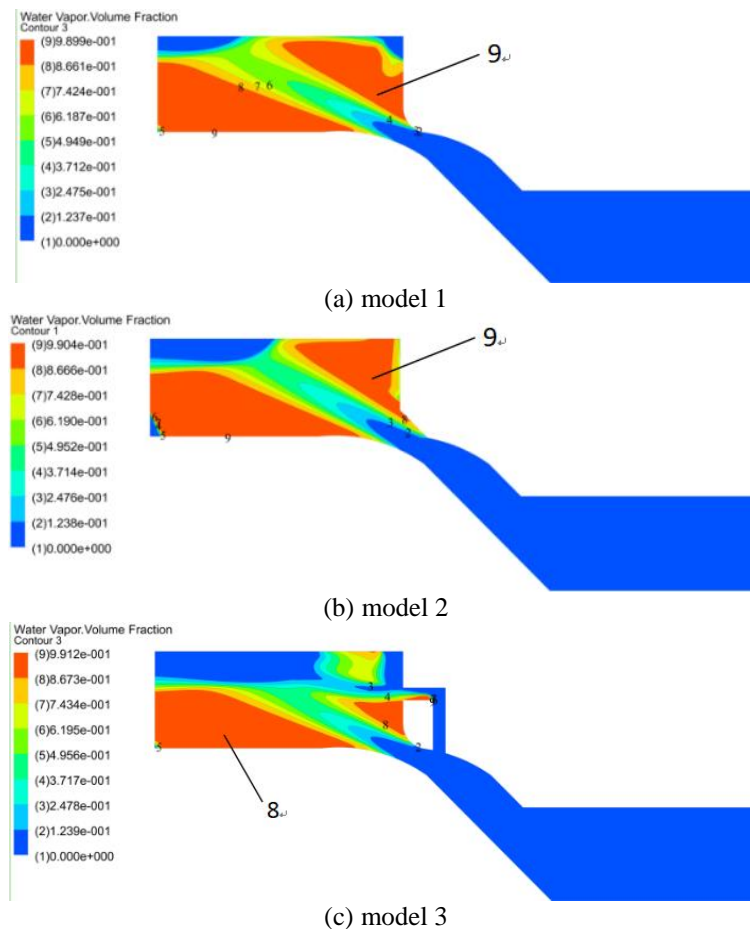 Water Vapor.Volume Fraction
Contour 3
(9)9.899e-001
(8)8.661e-001
(7)7.424e-001
(6)6.187e-001
(5)4.949e-001
(4)3.712e-001
(3)2.475e-001
(2)1.237e-001
(1)0.000e+000
9
8 7 6
4
2
5 9
(a) model 1
Water Vapor.Volume Fraction
Contour 1
(9)9.904e-001
(8)8.666e-001
(7)7.428e-001
(6)6.190e-001
(5)4.952e-001
(4)3.714e-001
(3)2.476e-001
(2)1.238e-001
(1)0.000e+000
9
6
3 8
2
5 9
(b) model 2
Water Vapor.Volume Fraction
Contour 3
(9)9.912e-001
(8)8.673e-001
(7)7.434e-001
(6)6.195e-001
(5)4.956e-001
(4)3.717e-001
(3)2.478e-001
(2)1.239e-001
(1)0.000e+000
3
4 9
8
5 2
8
(c) model 3